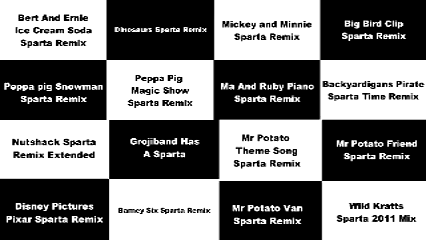 Bert And Ernie
Ice Cream Soda
Sparta Remix
Dinosaurs Sparta Remix
Mickey and Minnie
Sparta Remix
Big Bird Clip
Sparta Remix
Peppa pig Snowman
Sparta Remix
Peppa Pig
Magic Show
Sparta Remix
Ma And Ruby Piano
Sparta Remix
Backyardigans Pirate
Sparta Time Remix
Nutshack Sparta
Remix Extended
Grojiband Has
A Sparta
Mr Potato
Theme Song
Sparta Remix
Mr Potato Friend
Sparta Remix
Disney Pictures
Pixar Sparta Remix
Barney Six Sparta Remix
Mr Potato Van
Sparta Remix
Wild Kratts
Sparta 2011 Mix